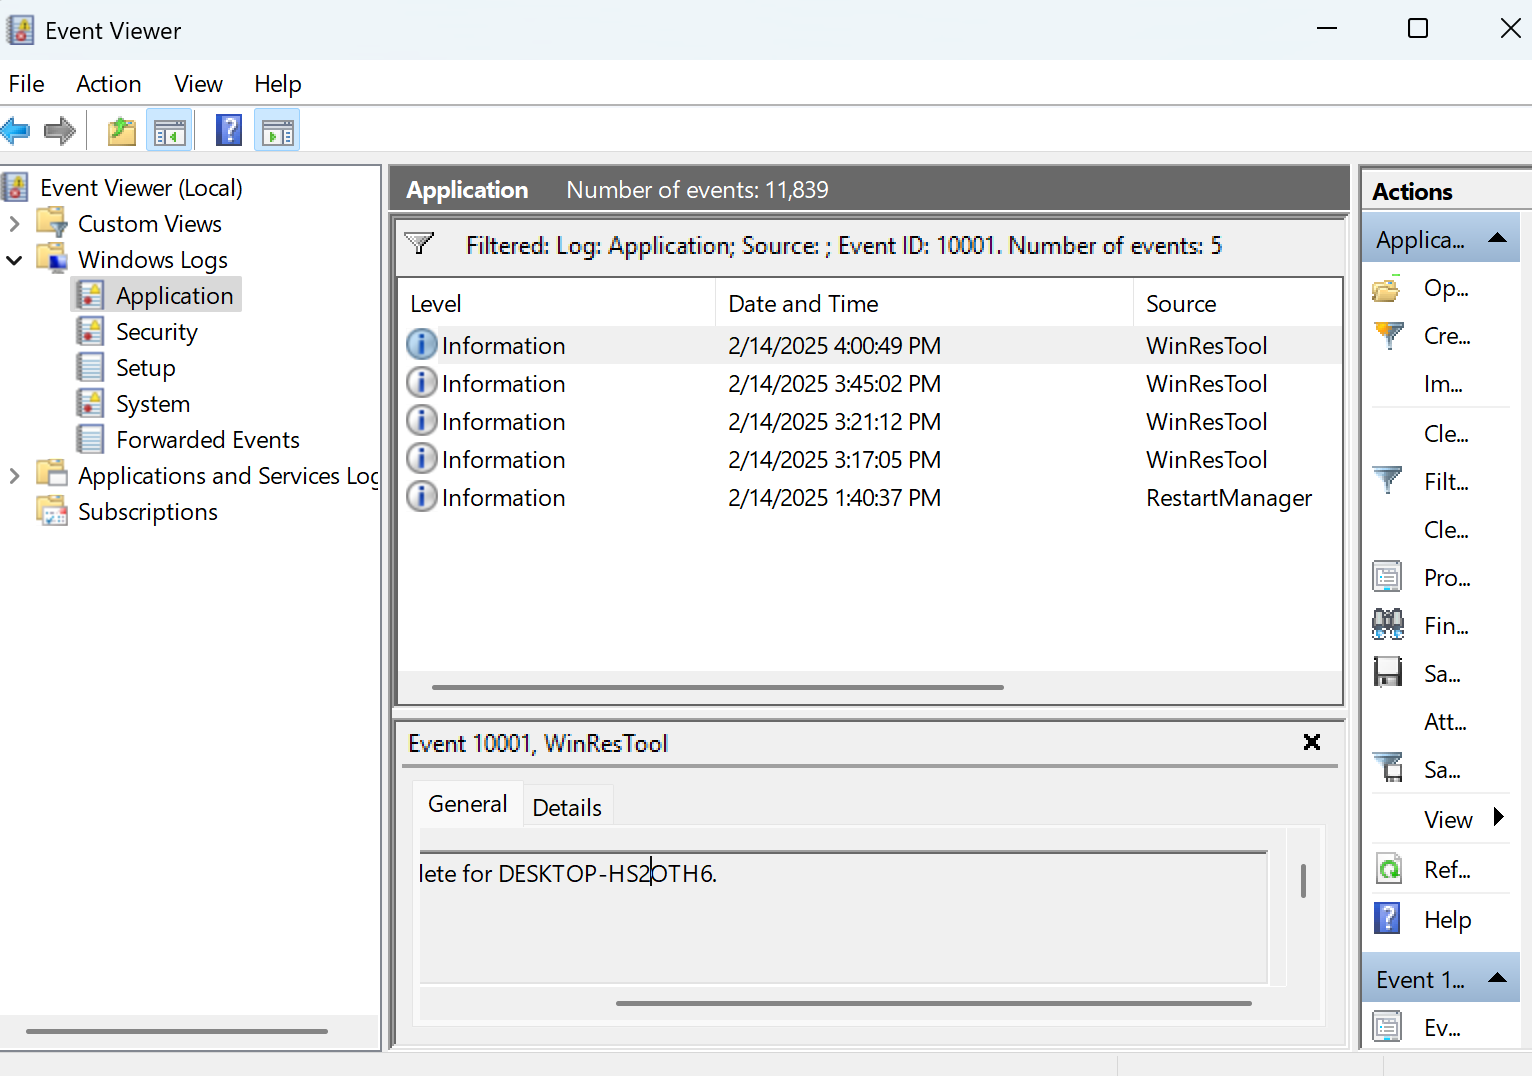 Event Viewer
File Action View Help
Event Viewer (Local)
Custom Views
Windows Logs
Application
Security
Setup
System
Forwarded Events
Applications and Services Log
Subscriptions
Application Number of events: 11,839
Filtered: Log: Application; Source: ; Event ID: 10001. Number of events: 5
Level Date and Time Source
Information 2/14/2025 4:00:49 PM WinResTool
Information 2/14/2025 3:45:02 PM WinResTool
Information 2/14/2025 3:21:12 PM WinResTool
Information 2/14/2025 3:17:05 PM WinResTool
Information 2/14/2025 1:40:37 PM RestartManager
Event 10001, WinResTool
General Details
lete for DESKTOP-HS2OTH6.
Actions
Applica...
Op...
Cre...
Im...
Cle...
Filt...
Cle...
Pro...
Fin...
Sa...
Att...
Sa...
View
Ref...
Help
Event 1...
Ev...